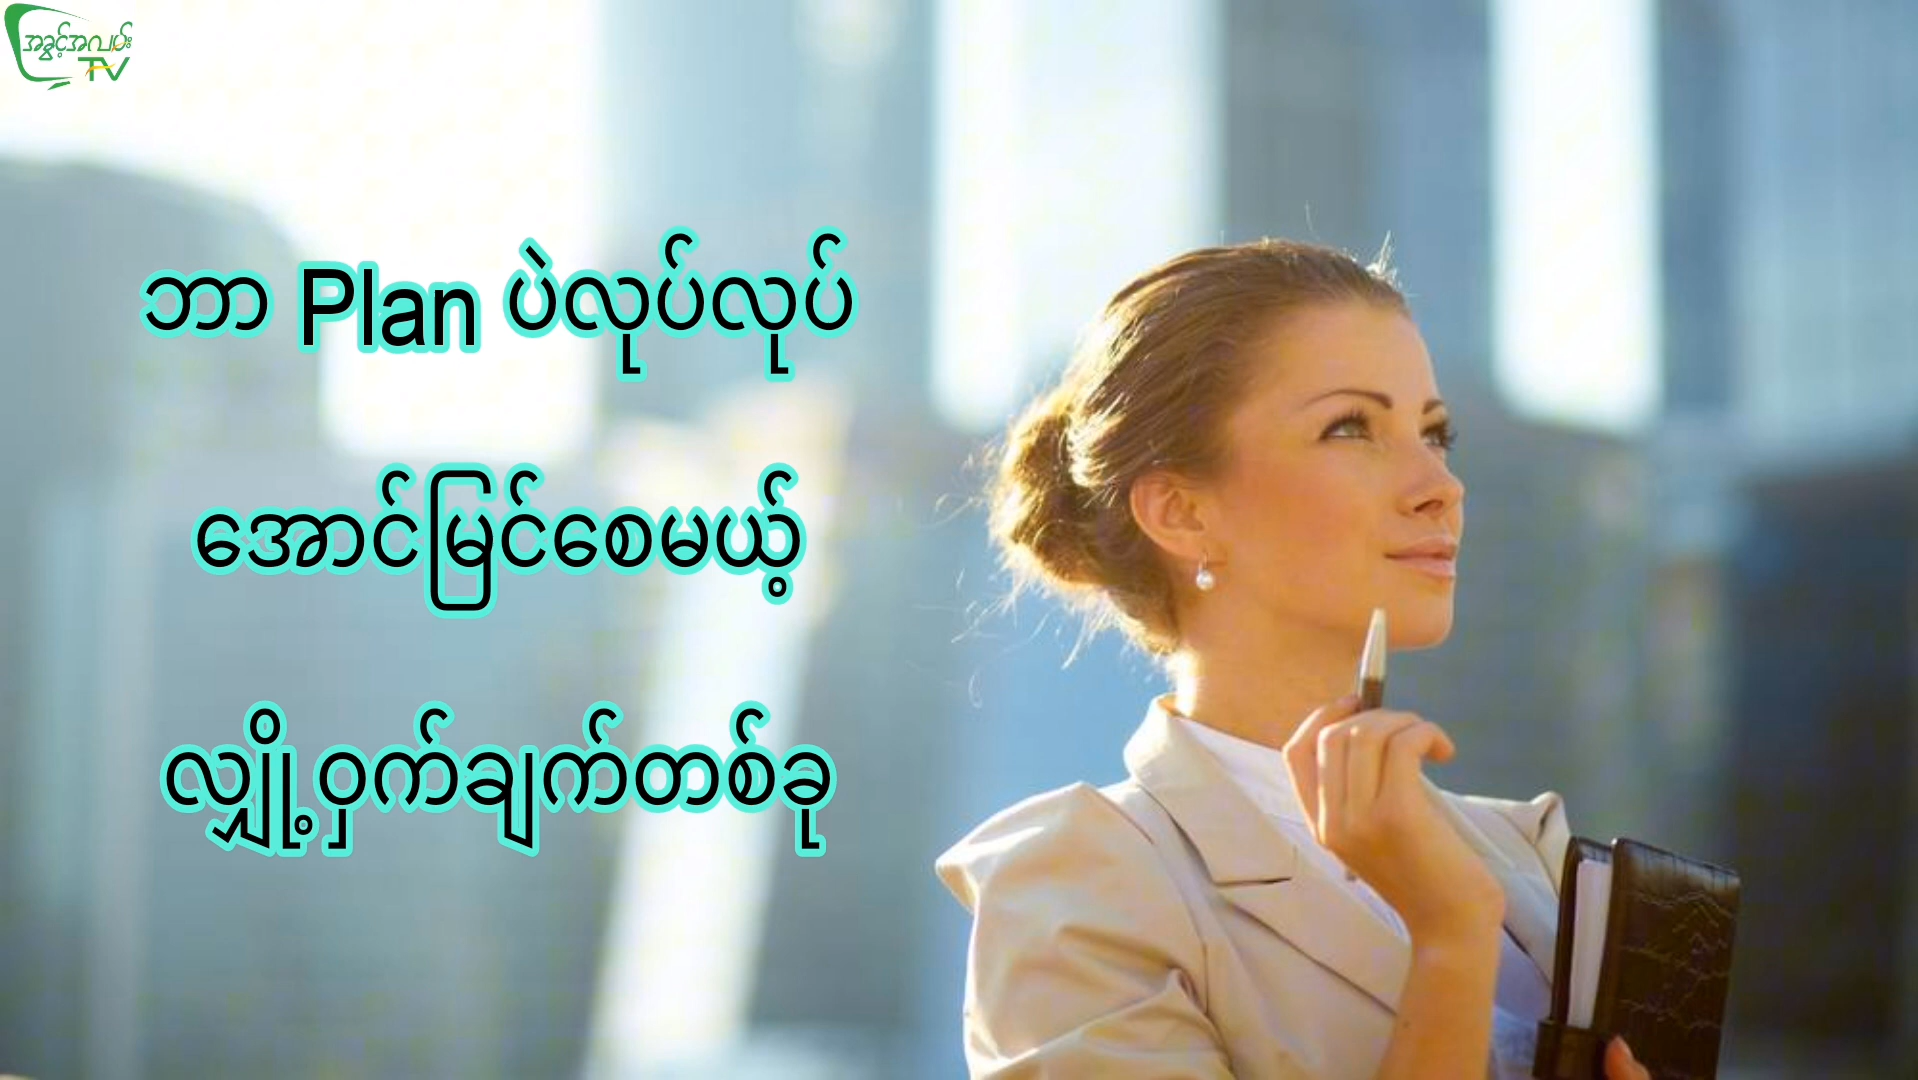 အခွင့်အလမ်း
TV
ဘာ Plan ပဲလုပ်လုပ်
အောင်မြင်စေမယ့်
လျှို့ဝှက်ချက်တစ်ခု